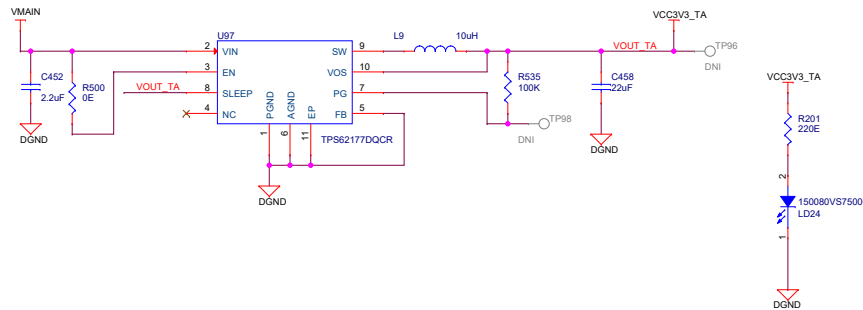 VMAIN
VCC3V3_TA
U97
L9
10uH
2
VIN
SW
9
VOUT_TA
TP96
DNI
3
EN
VOS
10
C452
2.2uF
R500
0E
VOUT_TA
8
SLEEP
PG
7
R535
100K
C458
22uF
VCC3V3_TA
4
NC
PGND
AGND
EP
FB
5
TP98
DNI
R201
220E
DGND
1
6
11
TPS62177DQCR
DGND
DGND
2
150080VS7500
LD24
1
DGND